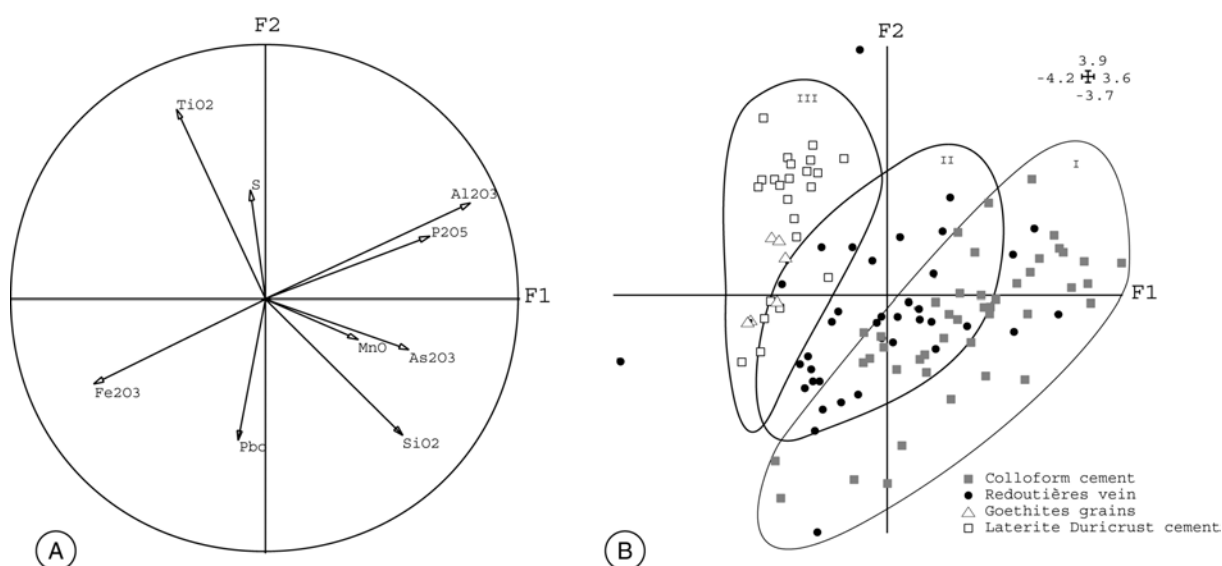 F2
TiO2
S
Al2O3
P2O5
F1
MnO
As2O3
Fe2O3
SiO2
Pbo
A
F2
3.9
-4.2 3.6
-3.7
III
II
I
F1
Colloform cement
Redoutières vein
Goethites grains
Laterite Duricrust cement
B